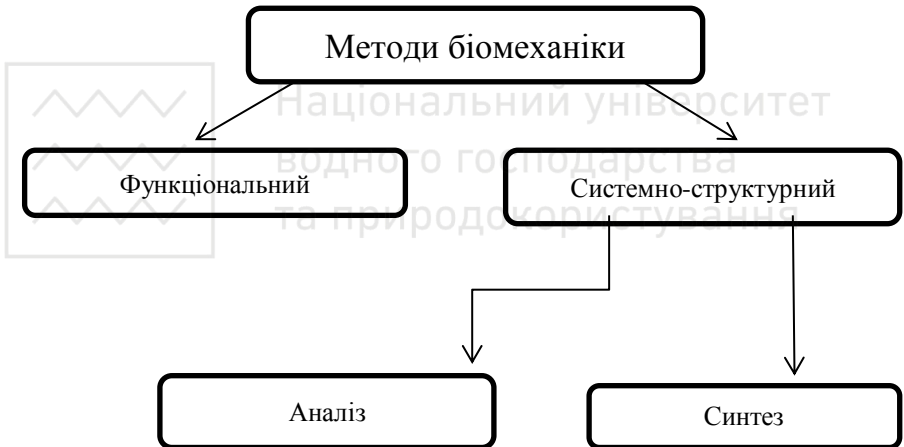 Методи біомеханіки
Національний університет
водного господарства
та природокористування
Функціональний
Системно-структурний
Аналіз
Синтез